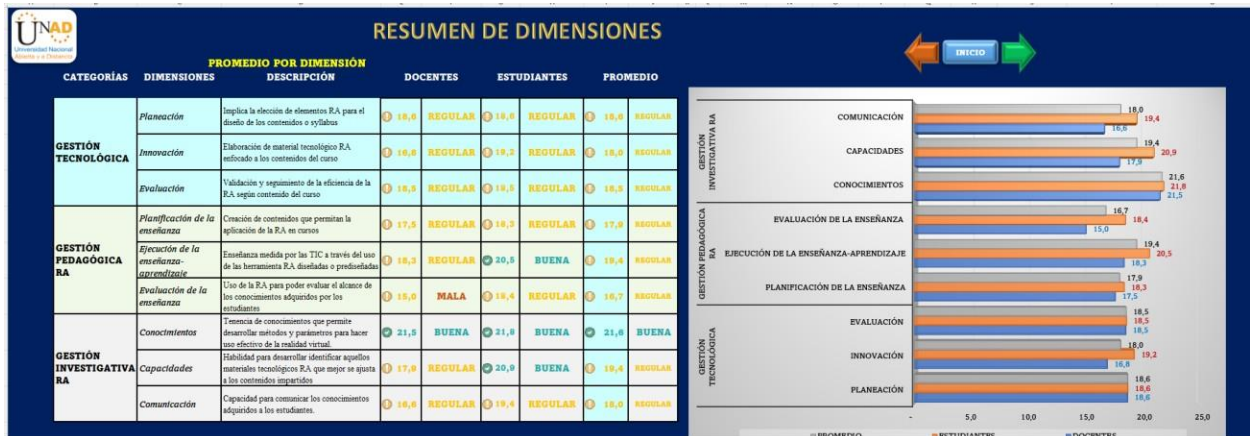 UNAD
Universidad Nacional
Abierta y a Distancia
RESUMEN DE DIMENSIONES
INICIO
PROMEDIO POR DIMENSIÓN
CATEGORÍAS DIMENSIONES DESCRIPCIÓN DOCENTES ESTUDIANTES PROMEDIO
GESTIÓN
TECNOLÓGICA
Planeación
Implica la elección de elementos RA para el
diseño de los contenidos o syllabus
18,6 REGULAR 18,6 REGULAR 18,6 REGULAR
Innovación
Elaboración de material tecnológico RA
enfocado a los contenidos del curso
16,8 REGULAR 19,2 REGULAR 18,0 REGULAR
Evaluación
Validación y seguimiento de la eficiencia de la
RA según contenido del curso
18,5 REGULAR 18,5 REGULAR 18,5 REGULAR
GESTIÓN
PEDAGÓGICA
RA
Planificación de la
enseñanza
Creación de contenidos que permitan la
aplicación de la RA en cursos
17,5 REGULAR 18,3 REGULAR 17,9 REGULAR
Ejecución de la
enseñanza-
aprendizaje
Enseñanza medida por las TIC a través del uso
de las herramienta RA diseñadas o prediseñadas
18,3 REGULAR 20,5 BUENA 19,4 REGULAR
Evaluación de la
enseñanza
Uso de la RA para poder evaluar el alcance de
los conocimientos adquiridos por los
estudiantes
15,0 MALA 18,4 REGULAR 16,7 REGULAR
GESTIÓN
INVESTIGATIVA
RA
Conocimientos
Tenencia de conocimientos que permite
desarrollar métodos y parámetros para hacer
uso efectivo de la realidad virtual.
21,5 BUENA 21,8 BUENA 21,6 BUENA
Capacidades
Habilidad para desarrollar identificar aquellos
materiales tecnológicos RA que mejor se ajusta
a los contenidos impartidos
17,9 REGULAR 20,9 BUENA 19,4 REGULAR
Comunicación
Capacidad para comunicar los conocimientos
adquiridos a los estudiantes.
16,6 REGULAR 19,4 REGULAR 18,0 REGULAR
GESTIÓN
INVESTIGATIVA RA
COMUNICACIÓN
18,0
19,4
16,6
CAPACIDADES
19,4
20,9
17,9
CONOCIMIENTOS
21,6
21,8
21,5
GESTIÓN PEDAGÓGICA
RA
EVALUACIÓN DE LA ENSEÑANZA
16,7
18,4
15,0
EJECUCIÓN DE LA ENSEÑANZA-APRENDIZAJE
19,4
20,5
18,3
PLANIFICACIÓN DE LA ENSEÑANZA
17,9
18,3
17,5
GESTIÓN
TECNOLÓGICA
EVALUACIÓN
18,5
18,5
18,5
INNOVACIÓN
18,0
19,2
16,8
PLANEACIÓN
18,6
18,6
18,6
- 5,0 10,0 15,0 20,0 25,0
PROMEDIO ESTUDIANTES DOCENTES